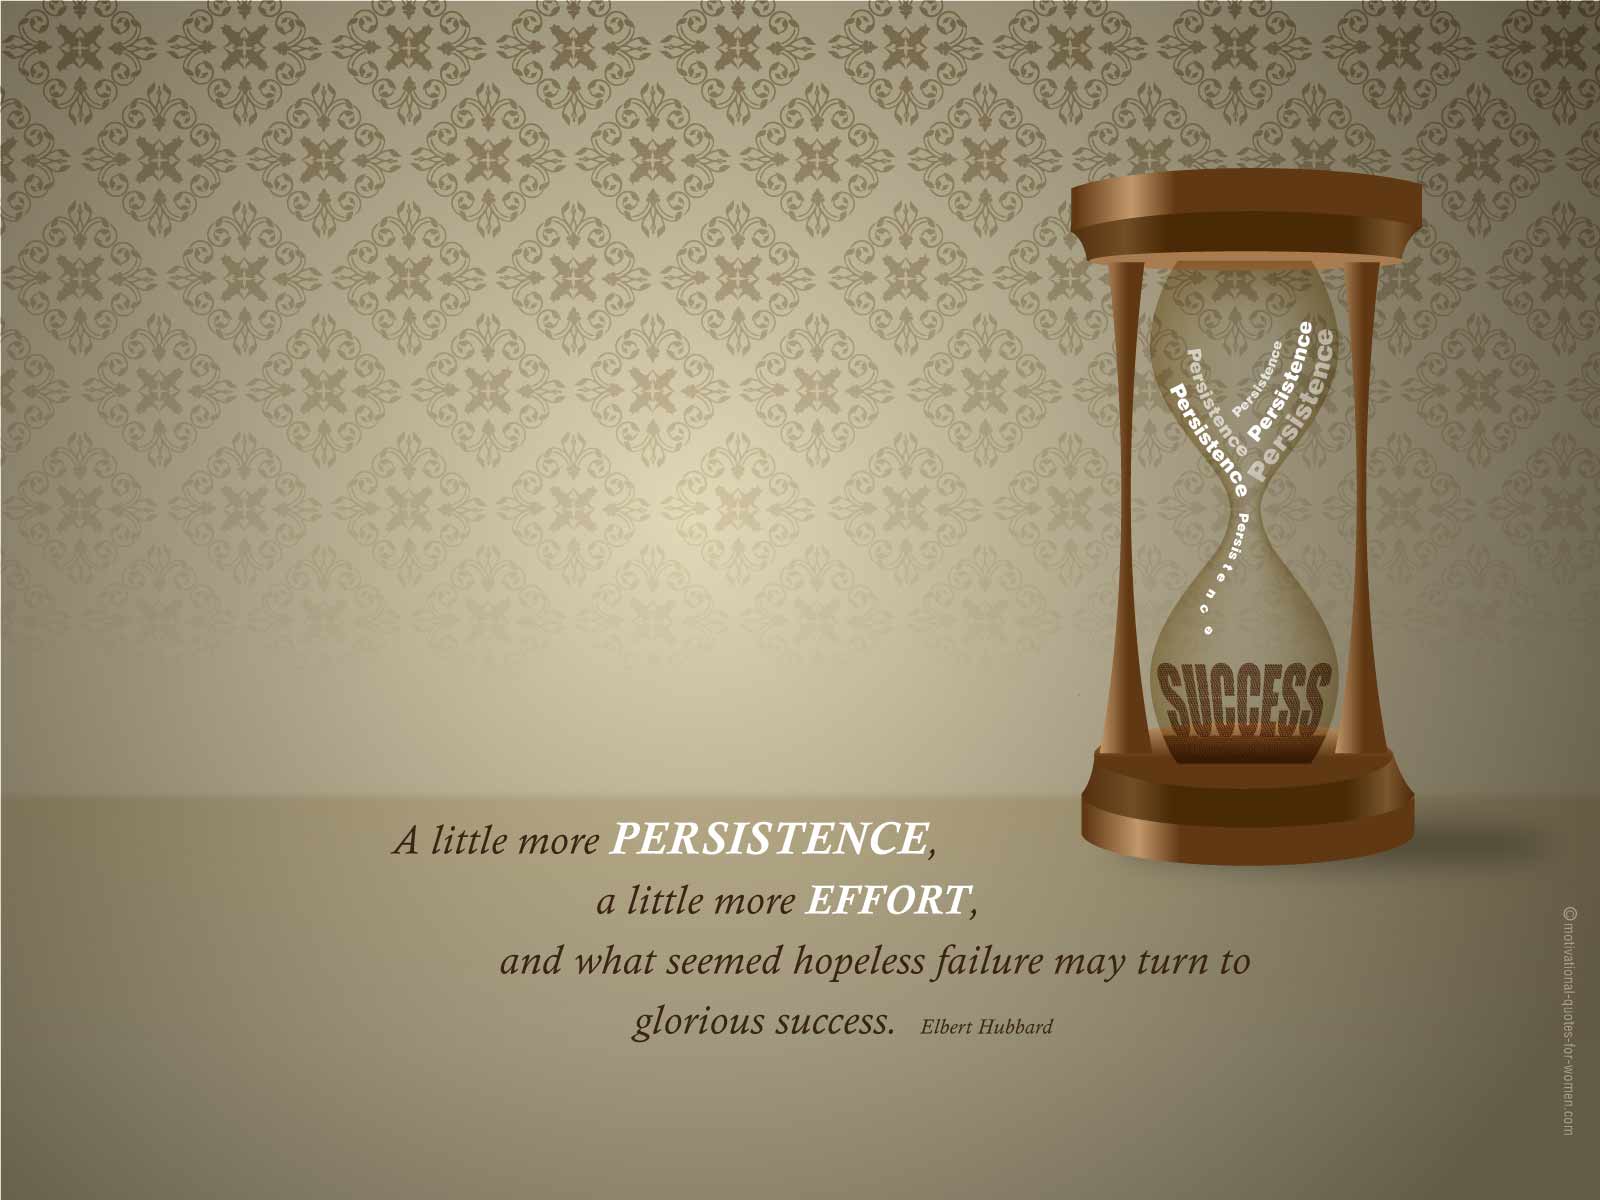 Persistence
Persistence
Persistence
Persistence
Persistence
Persistence
SUCCESS
A little more PERSISTENCE,
a little more EFFORT,
and what seemed hopeless failure may turn to
glorious success. Elbert Hubbard
© motivational-quotes-for-women.com